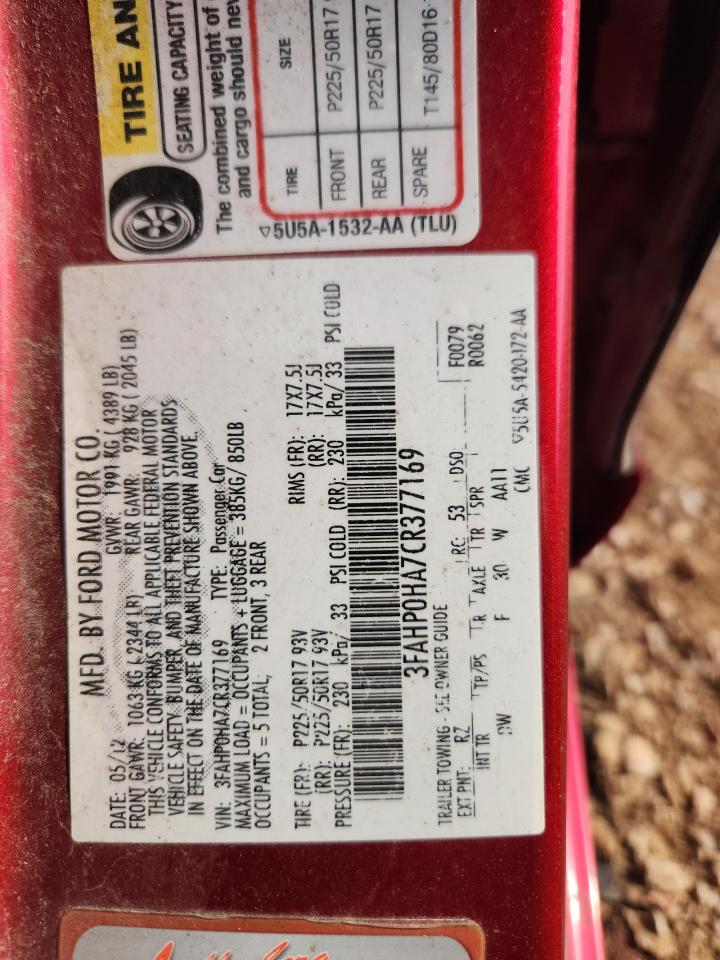 MFD. BY FORD MOTOR CO.
DATE: 05/12 GVWR: 1991 KG ( 4389 LB)
FRONT GAWR: 1063 KG ( 2344 LB) REAR GAWR: 928 KG ( 2045 LB)
THIS VEHICLE CONFORMS TO ALL APPLICABLE FEDERAL MOTOR
VEHICLE SAFETY, BUMPER, AND THEFT PREVENTION STANDARDS
IN EFFECT ON THE DATE OF MANUFACTURE SHOWN ABOVE.
VIN: 3FAHP0HA7CR377169 TYPE: Passenger Car
MAXIMUM LOAD = OCCUPANTS + LUGGAGE = 385KG/ 850LB
OCCUPANTS = 5 TOTAL; 2 FRONT, 3 REAR
TIRE (FR): P225/50R17 93V RIMS (FR): 17X7.5J
(RR): P225/50R17 93V (RR): 17X7.5J
PRESSURE (FR): 230 kPa/ 33 PSI COLD (RR): 230 kPa/ 33 PSI COLD
3FAHP0HA7CR377169
TRAILER TOWING - SEE OWNER GUIDE
EXT PNT: RZ RC: 53 DSO: F0079
R0062
INT TR TP/PS R AXLE TR SPR
W F 30 W AA11
CMC ▽5U5A-5420472-AA
TIRE AN
SEATING CAPACITY
The combined weight of
and cargo should nev
TIRE SIZE
FRONT P225/50R17
REAR P225/50R17
SPARE T145/80D16
▽5U5A-1532-AA (TLU)